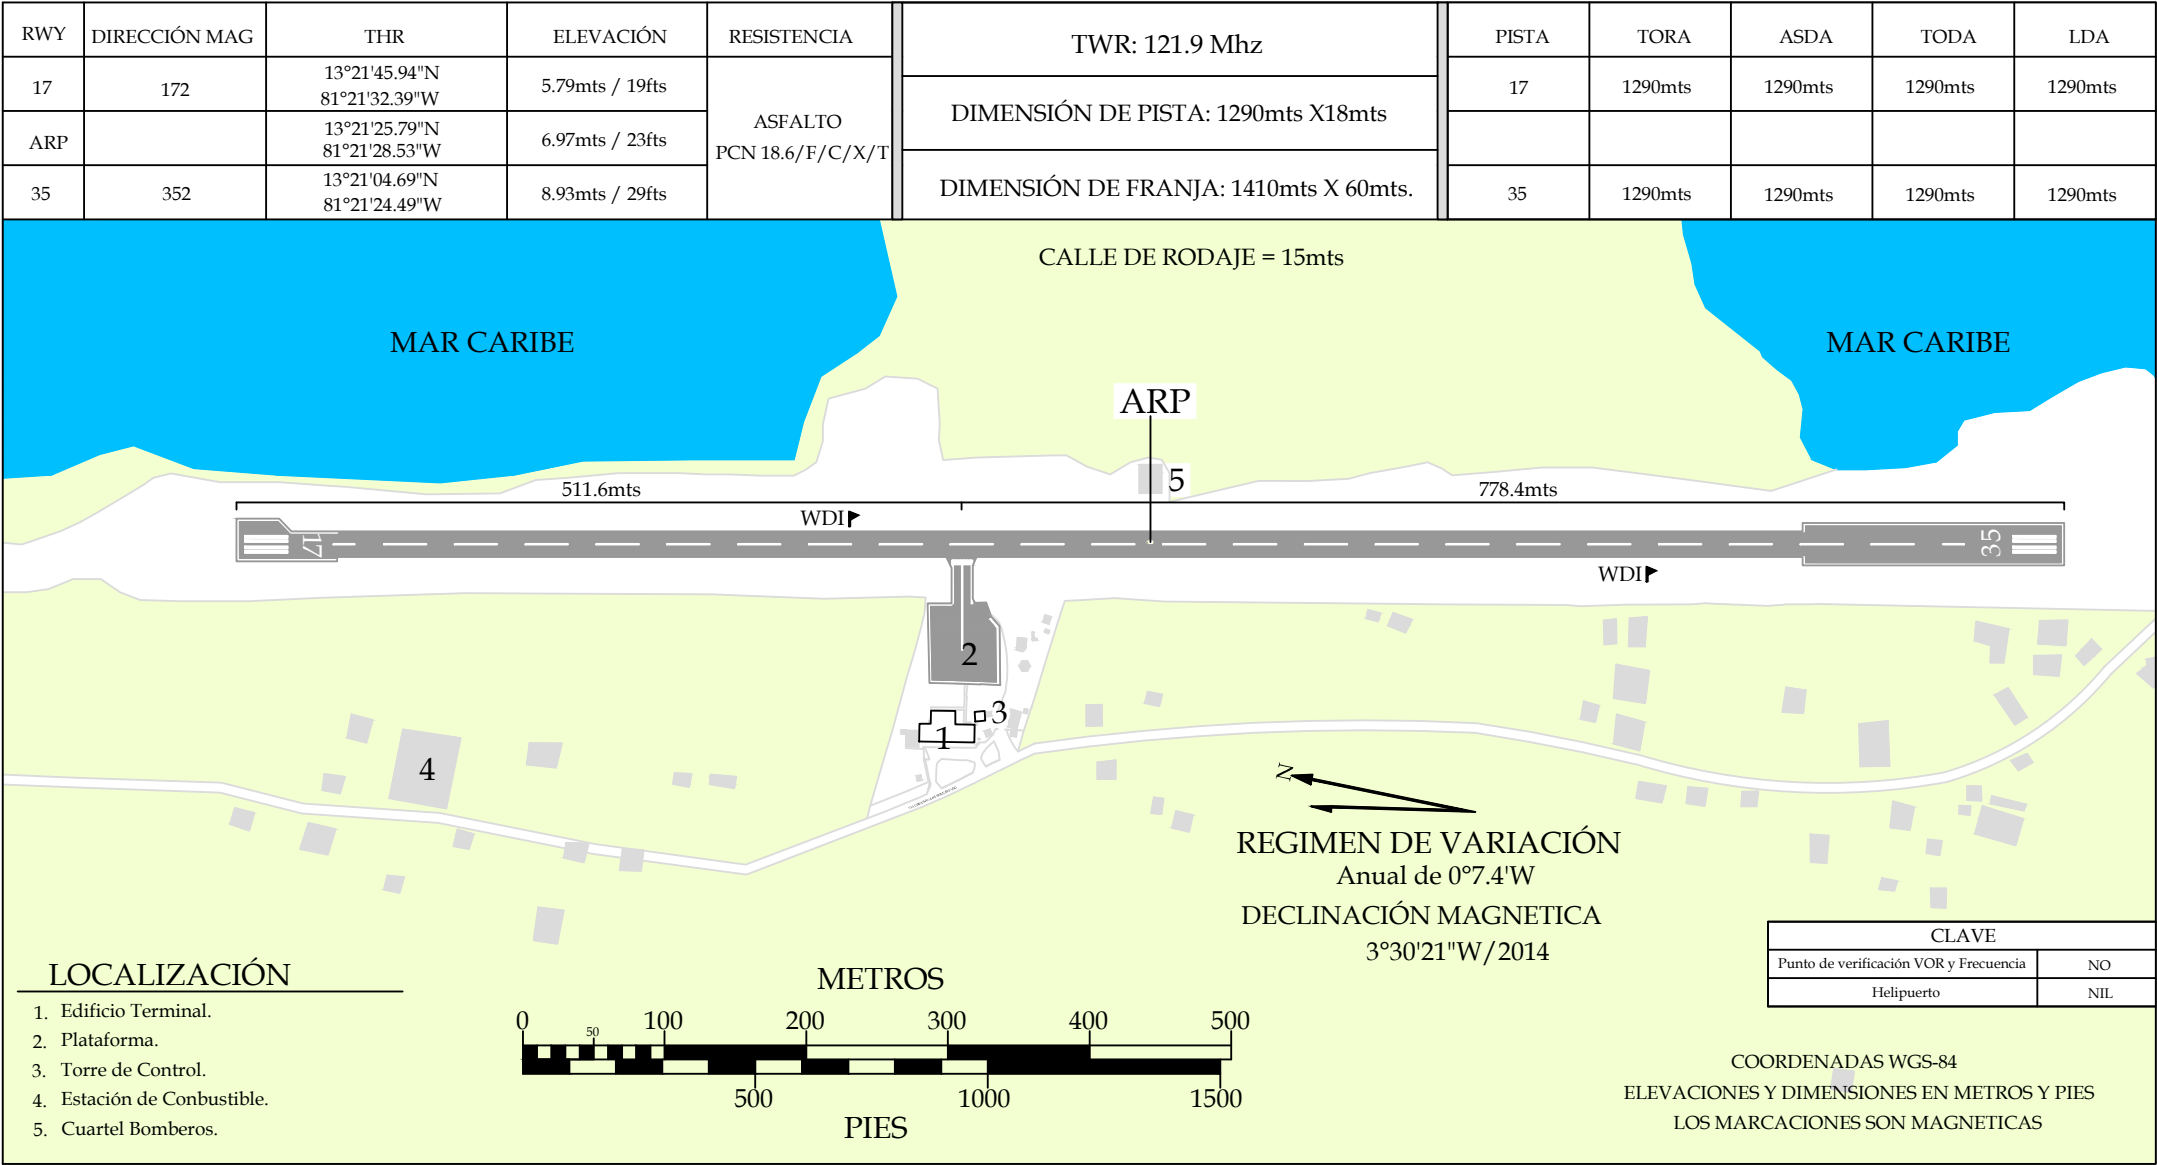 RWY DIRECCIÓN MAG THR ELEVACIÓN RESISTENCIA
17 172 13°21'45.94"N 81°21'32.39"W 5.79mts / 19fts
ARP 13°21'25.79"N 81°21'28.53"W 6.97mts / 23fts
35 352 13°21'04.69"N 81°21'24.49"W 8.93mts / 29fts
ASFALTO
PCN 18.6/F/C/X/T
TWR: 121.9 Mhz
DIMENSIÓN DE PISTA: 1290mts X18mts
DIMENSIÓN DE FRANJA: 1410mts X 60mts.
PISTA TORA ASDA TODA LDA
17 1290mts 1290mts 1290mts 1290mts
35 1290mts 1290mts 1290mts 1290mts
CALLE DE RODAJE = 15mts
MAR CARIBE
MAR CARIBE
ARP
5
511.6mts
778.4mts
WDI
17
35
WDI
2
3
1
4
N
REGIMEN DE VARIACIÓN
Anual de 0°7.4'W
DECLINACIÓN MAGNETICA
3°30'21"W/2014
CLAVE
Punto de verificación VOR y Frecuencia NO
Helipuerto NIL
LOCALIZACIÓN
1. Edificio Terminal.
2. Plataforma.
3. Torre de Control.
4. Estación de Conbustible.
5. Cuartel Bomberos.
METROS
0 50 100 200 300 400 500
500 1000 1500
PIES
COORDENADAS WGS-84
ELEVACIONES Y DIMENSIONES EN METROS Y PIES
LOS MARCACIONES SON MAGNETICAS